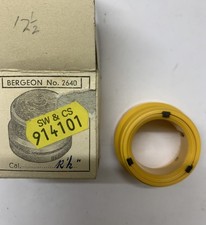 12½
BERGEON No. 2640
SW & CS
914101
Cal. 12½'''